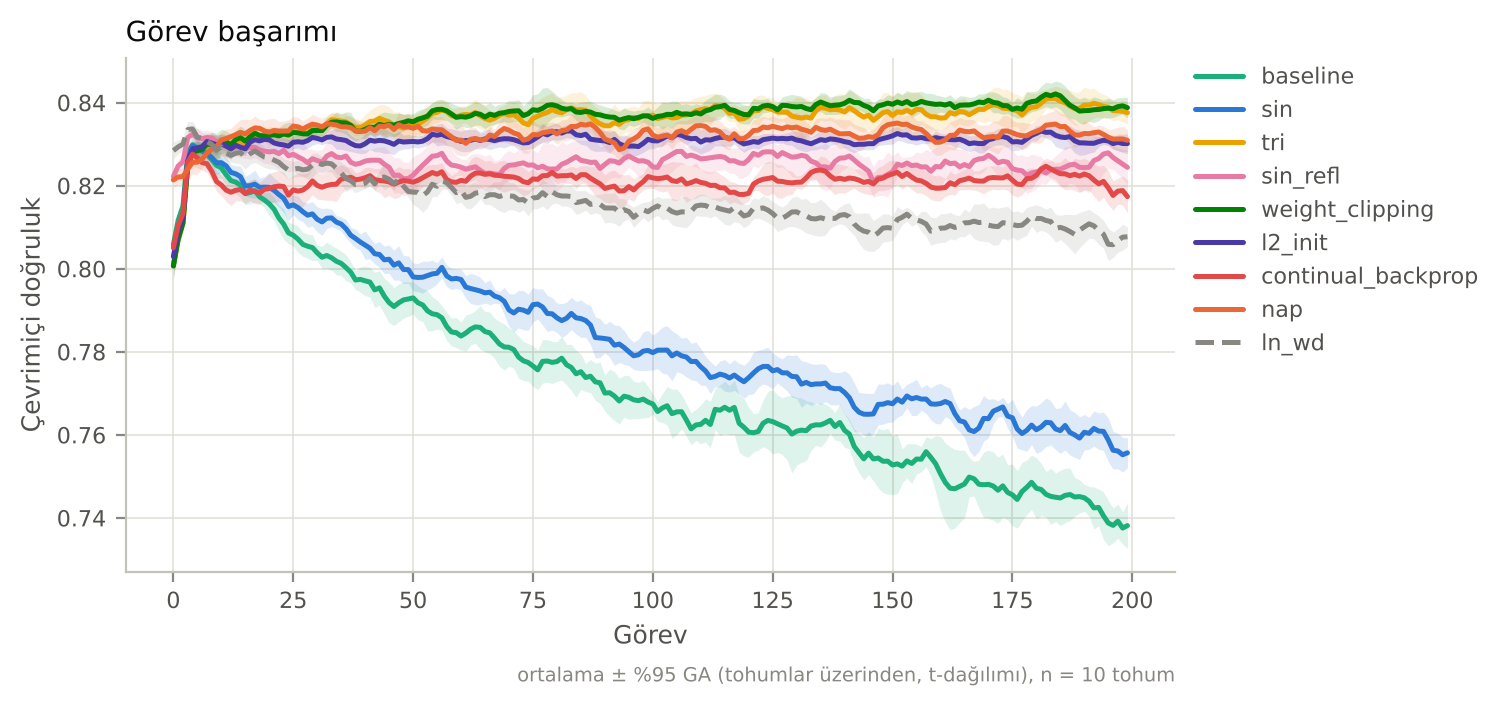 Görev başarımı
Çevrimiçi doğruluk
0.84
0.82
0.80
0.78
0.76
0.74
0 25 50 75 100 125 150 175 200
Görev
baseline
sin
tri
sin_refl
weight_clipping
l2_init
continual_backprop
nap
ln_wd
ortalama ± %95 GA (tohumlar üzerinden, t-dağılımı), n = 10 tohum